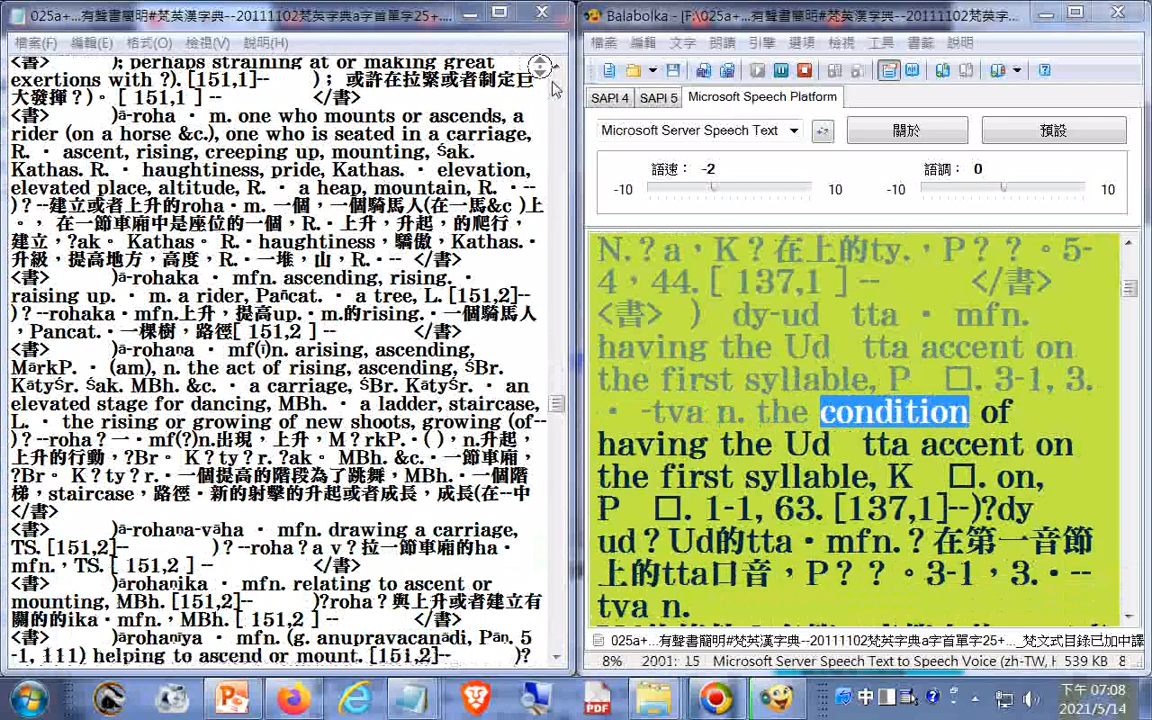 025a+...有聲書簡明#梵英漢字典--20111102梵英字典a字首單字25+...
檔案(F) 編輯(E) 格式(O) 檢視(V) 說明(H)
<書> ); perhaps straining at or making great
exertions with ?). [151,1]-- )； 或許在拉緊或者制定巨
大發揮？)。 [ 151,1 ] -- </書>
<書> )ā-roha ‧ m. one who mounts or ascends, a
rider (on a horse &c.), one who is seated in a carriage,
R. ‧ ascent, rising, creeping up, mounting, Śak.
Kathas. R. ‧ haughtiness, pride, Kathas. ‧ elevation,
elevated place, altitude, R. ‧ a heap, mountain, R. ‧--
)? --建立或者上升的roha‧m. 一個，一個騎馬人(在一馬&c )上
。， 在一節車廂中是座位的一個，R.‧上升，升起，的爬行，
建立，?ak。 Kathas。 R.‧haughtiness，驕傲，Kathas.‧
升級，提高地方，高度，R.‧一堆，山，R.‧-- </書>
<書> )ā-rohaka ‧ mfn. ascending, rising. ‧
raising up. ‧ m. a rider, Pañcat. ‧ a tree, L. [151,2]--
)? --rohaka‧mfn.上升，提高up.‧m.的rising.‧一個騎馬人
，Pancat.‧一棵樹，路徑[ 151,2 ] -- </書>
<書> )ā-rohaṇa ‧ mf(ī)n. arising, ascending,
MārkP. ‧ (am), n. the act of rising, ascending, ŚBr.
KātyŚr. Śak. MBh. &c. ‧ a carriage, ŚBr. KātyŚr. ‧ an
elevated stage for dancing, MBh. ‧ a ladder, staircase,
L. ‧ the rising or growing of new shoots, growing (of--
)? --roha？一‧mf(?)n.出現，上升，M？rkP.‧( )，n.升起，
上升的行動，?Br。 K？ty？r. ?ak。 MBh. &c.‧一節車廂，
?Br。 K？ty？r.‧一個提高的階段為了跳舞，MBh.‧一個階
梯，staircase，路徑‧新的射擊的升起或者成長，成長(在--中
</書>
<書> )ā-rohaṇa-vāha ‧ mfn. drawing a carriage,
TS. [151,2]-- )? --roha？a v？拉一節車廂的ha‧
mfn.，TS. [ 151,2 ] -- </書>
<書> )ārohaṇika ‧ mfn. relating to ascent or
mounting, MBh. [151,2]-- )?roha？與上升或者建立有
關的的ika‧mfn.，MBh. [ 151,2 ] -- </書>
<書> )ārohaṇīya ‧ mfn. (g. anupravacanâdi, Pāṇ. 5
-1, 111) helping to ascend or mount. [151,2]-- )?
Balabolka - [F:\025a+...有聲書簡明#梵英漢字典--20111102梵英字...
檔案 編輯 文字 朗讀 引擎 選項 檢視 工具 書籤 說明
SAPI 4 SAPI 5 Microsoft Speech Platform
Microsoft Server Speech Text 關於 預設
語速： -2 語調： 0
-10 10 -10 10
N.？a，K？在上的ty.，P？？。5-
4，44. [ 137,1 ] -- </書>
<書> ) dy-ud tta ‧ mfn.
having the Ud tta accent on
the first syllable, P □. 3-1, 3.
‧ -tva n. the condition of
having the Ud tta accent on
the first syllable, K □. on,
P □. 1-1, 63. [137,1]--)?dy
ud？Ud的tta‧mfn.？在第一音節
上的tta口音，P？？。3-1，3.‧--
tva n.
025a+...有聲書簡明#梵英漢字典--20111102梵英字典a字首單字25+..._梵文式目錄已加中譯
8% 2001: 15 Microsoft Server Speech Text to Speech Voice (zh-TW, H 539 KB 8
中
PDF
下午 07:08
2021/5/14